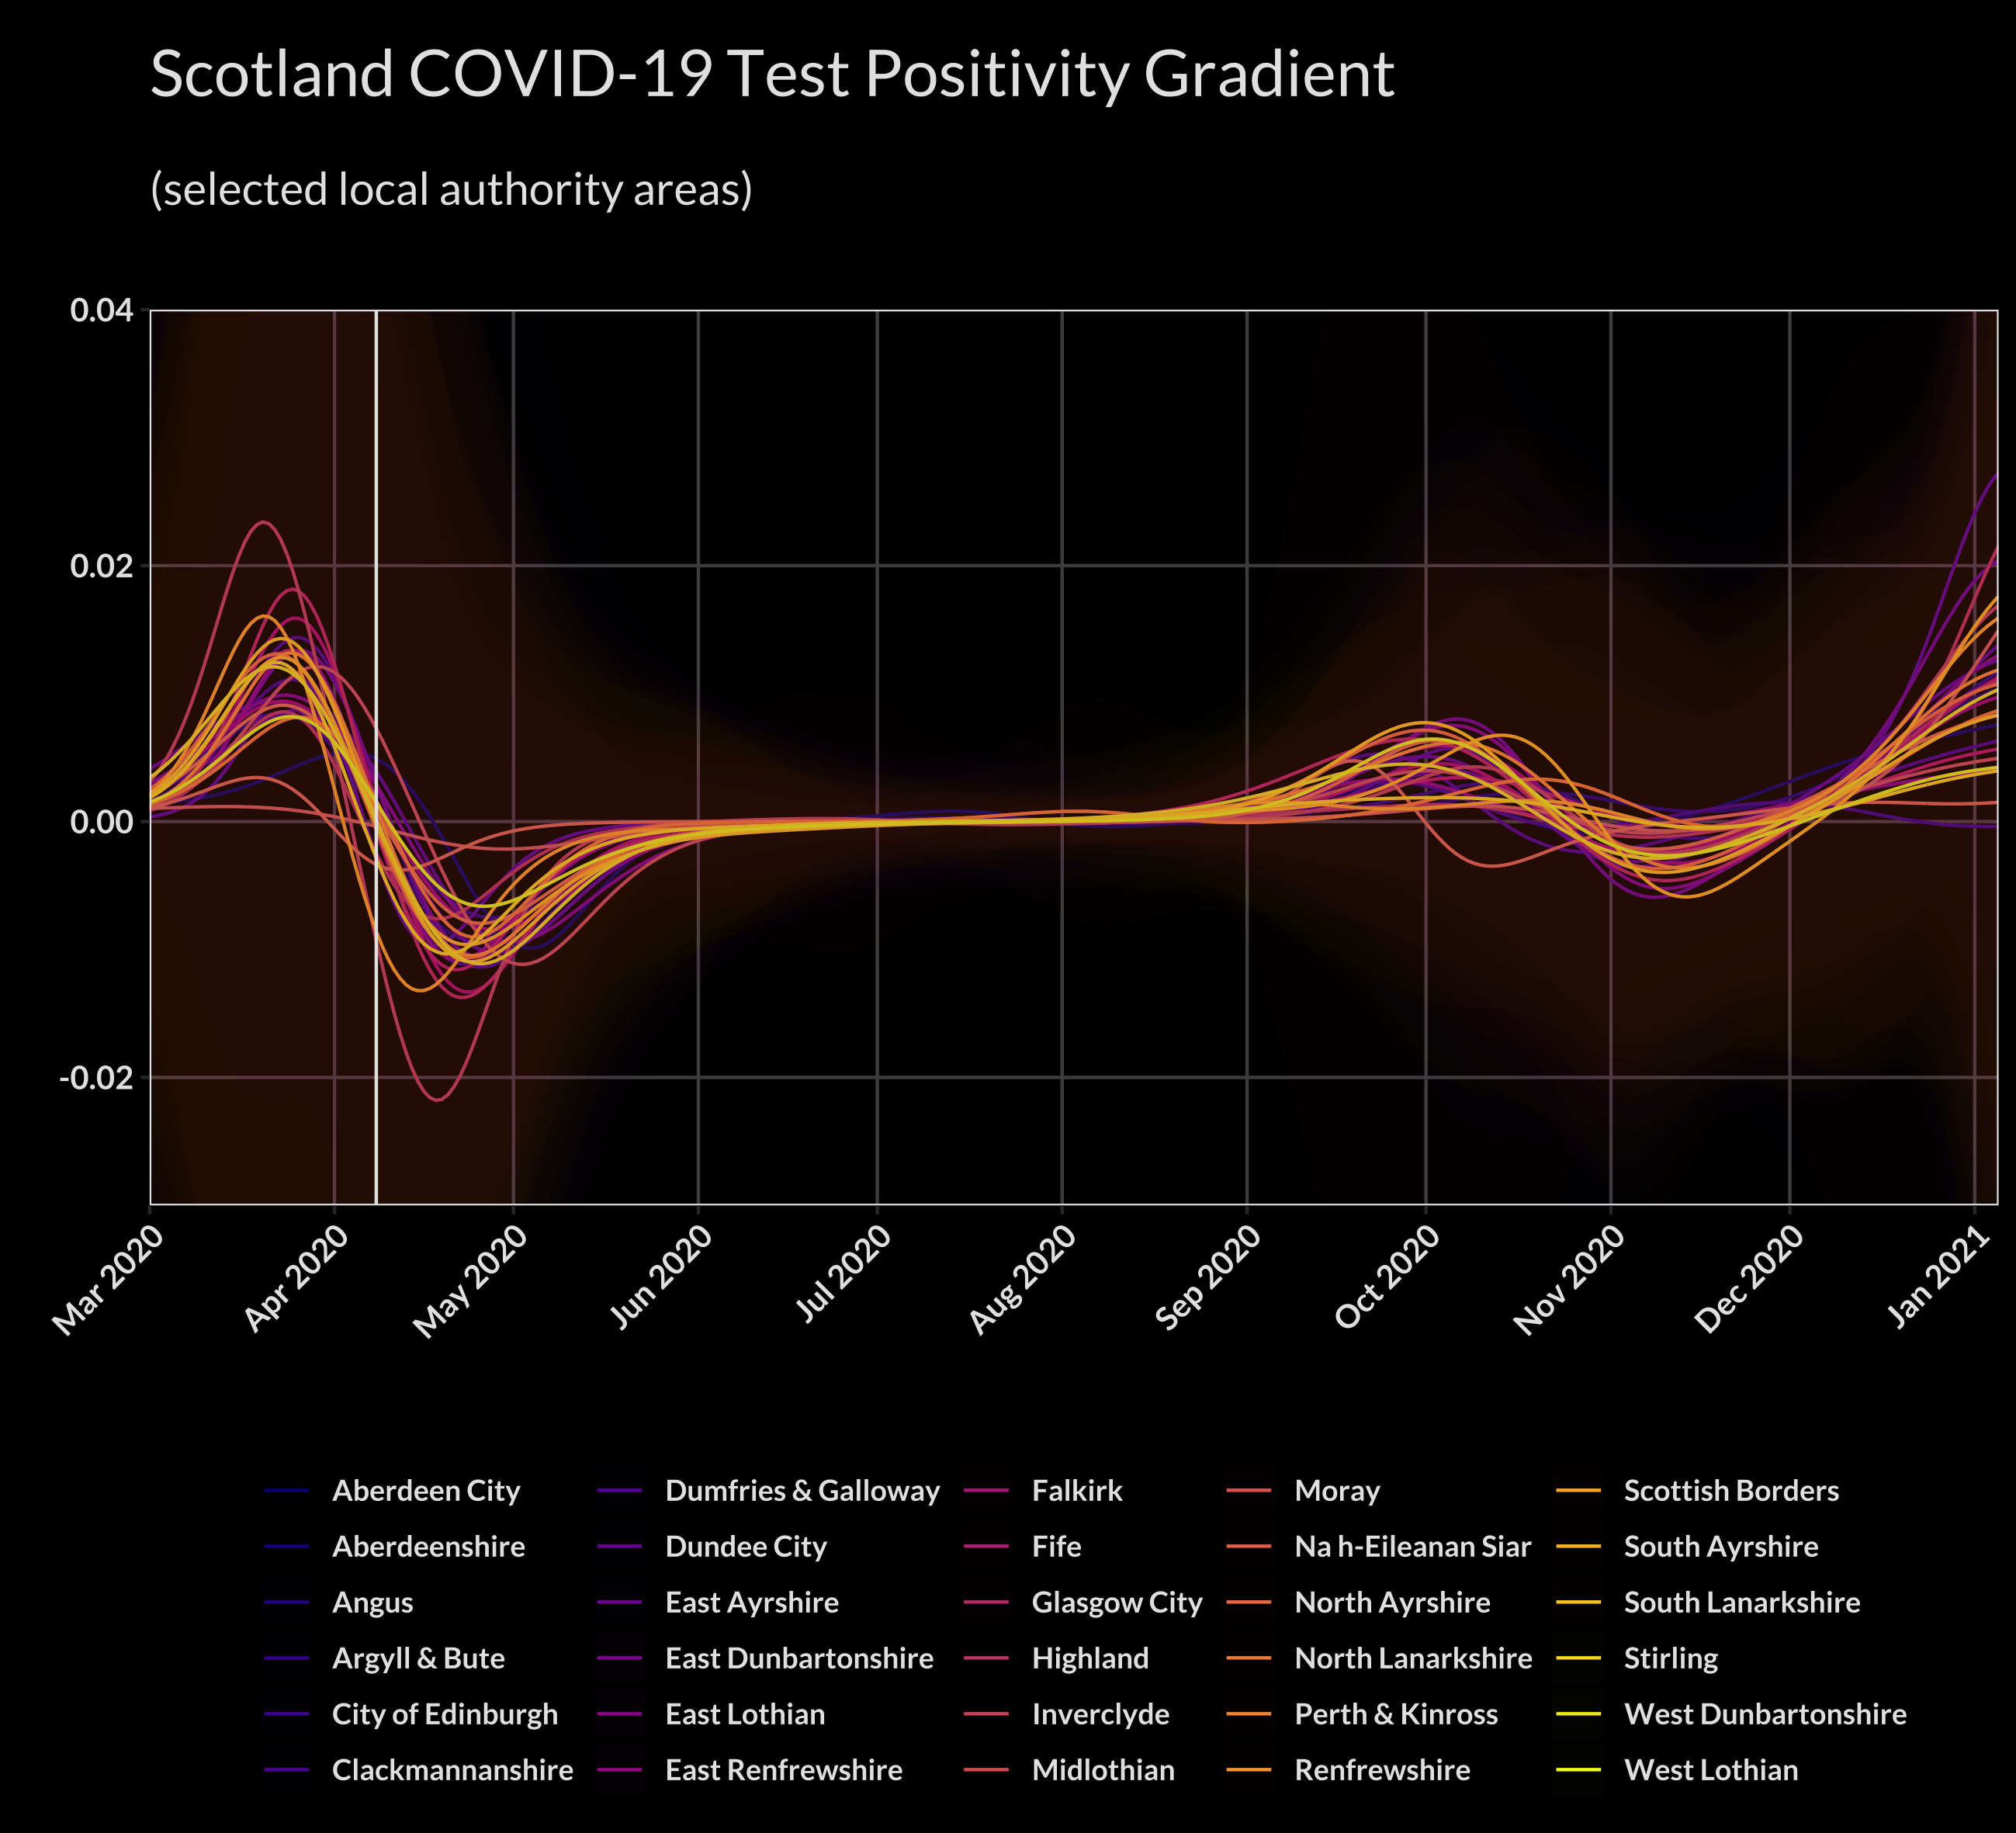 Scotland COVID-19 Test Positivity Gradient
(selected local authority areas)
0.04
0.02
0.00
-0.02
Mar 2020
Apr 2020
May 2020
Jun 2020
Jul 2020
Aug 2020
Sep 2020
Oct 2020
Nov 2020
Dec 2020
Jan 2021
Aberdeen City
Aberdeenshire
Angus
Argyll & Bute
City of Edinburgh
Clackmannanshire
Dumfries & Galloway
Dundee City
East Ayrshire
East Dunbartonshire
East Lothian
East Renfrewshire
Falkirk
Fife
Glasgow City
Highland
Inverclyde
Midlothian
Moray
Na h-Eileanan Siar
North Ayrshire
North Lanarkshire
Perth & Kinross
Renfrewshire
Scottish Borders
South Ayrshire
South Lanarkshire
Stirling
West Dunbartonshire
West Lothian